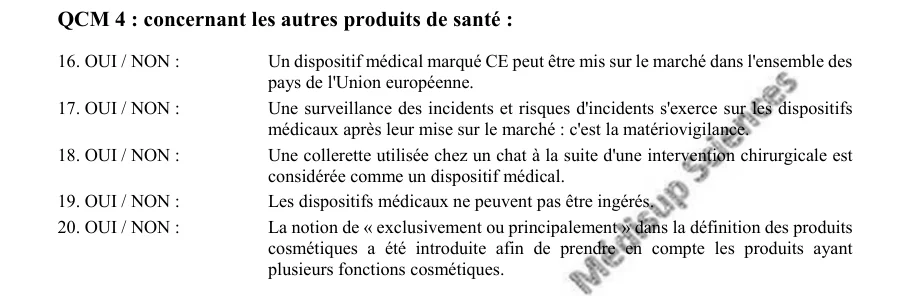 QCM 4 : concernant les autres produits de santé :
16. OUI / NON : Un dispositif médical marqué CE peut être mis sur le marché dans l'ensemble des
pays de l'Union européenne.
17. OUI / NON : Une surveillance des incidents et risques d'incidents s'exerce sur les dispositifs
médicaux après leur mise sur le marché : c'est la matériovigilance.
18. OUI / NON : Une collerette utilisée chez un chat à la suite d'une intervention chirurgicale est
considérée comme un dispositif médical.
19. OUI / NON : Les dispositifs médicaux ne peuvent pas être ingérés.
20. OUI / NON : La notion de « exclusivement ou principalement » dans la définition des produits
cosmétiques a été introduite afin de prendre en compte les produits ayant
plusieurs fonctions cosmétiques.
Médisup Sciences